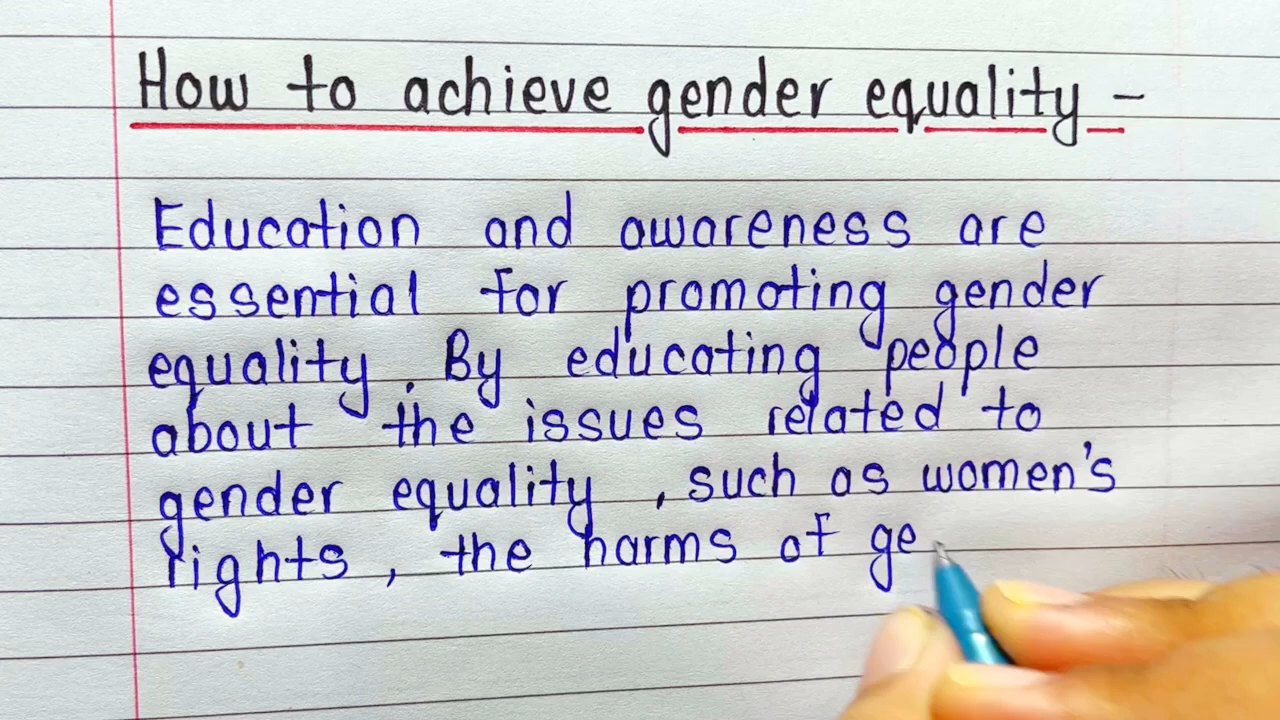 How to achieve gender equality -
Education and awareness are
essential for promoting gender
equality. By educating people
about the issues related to
gender equality, such as women's
rights, the harms of ge